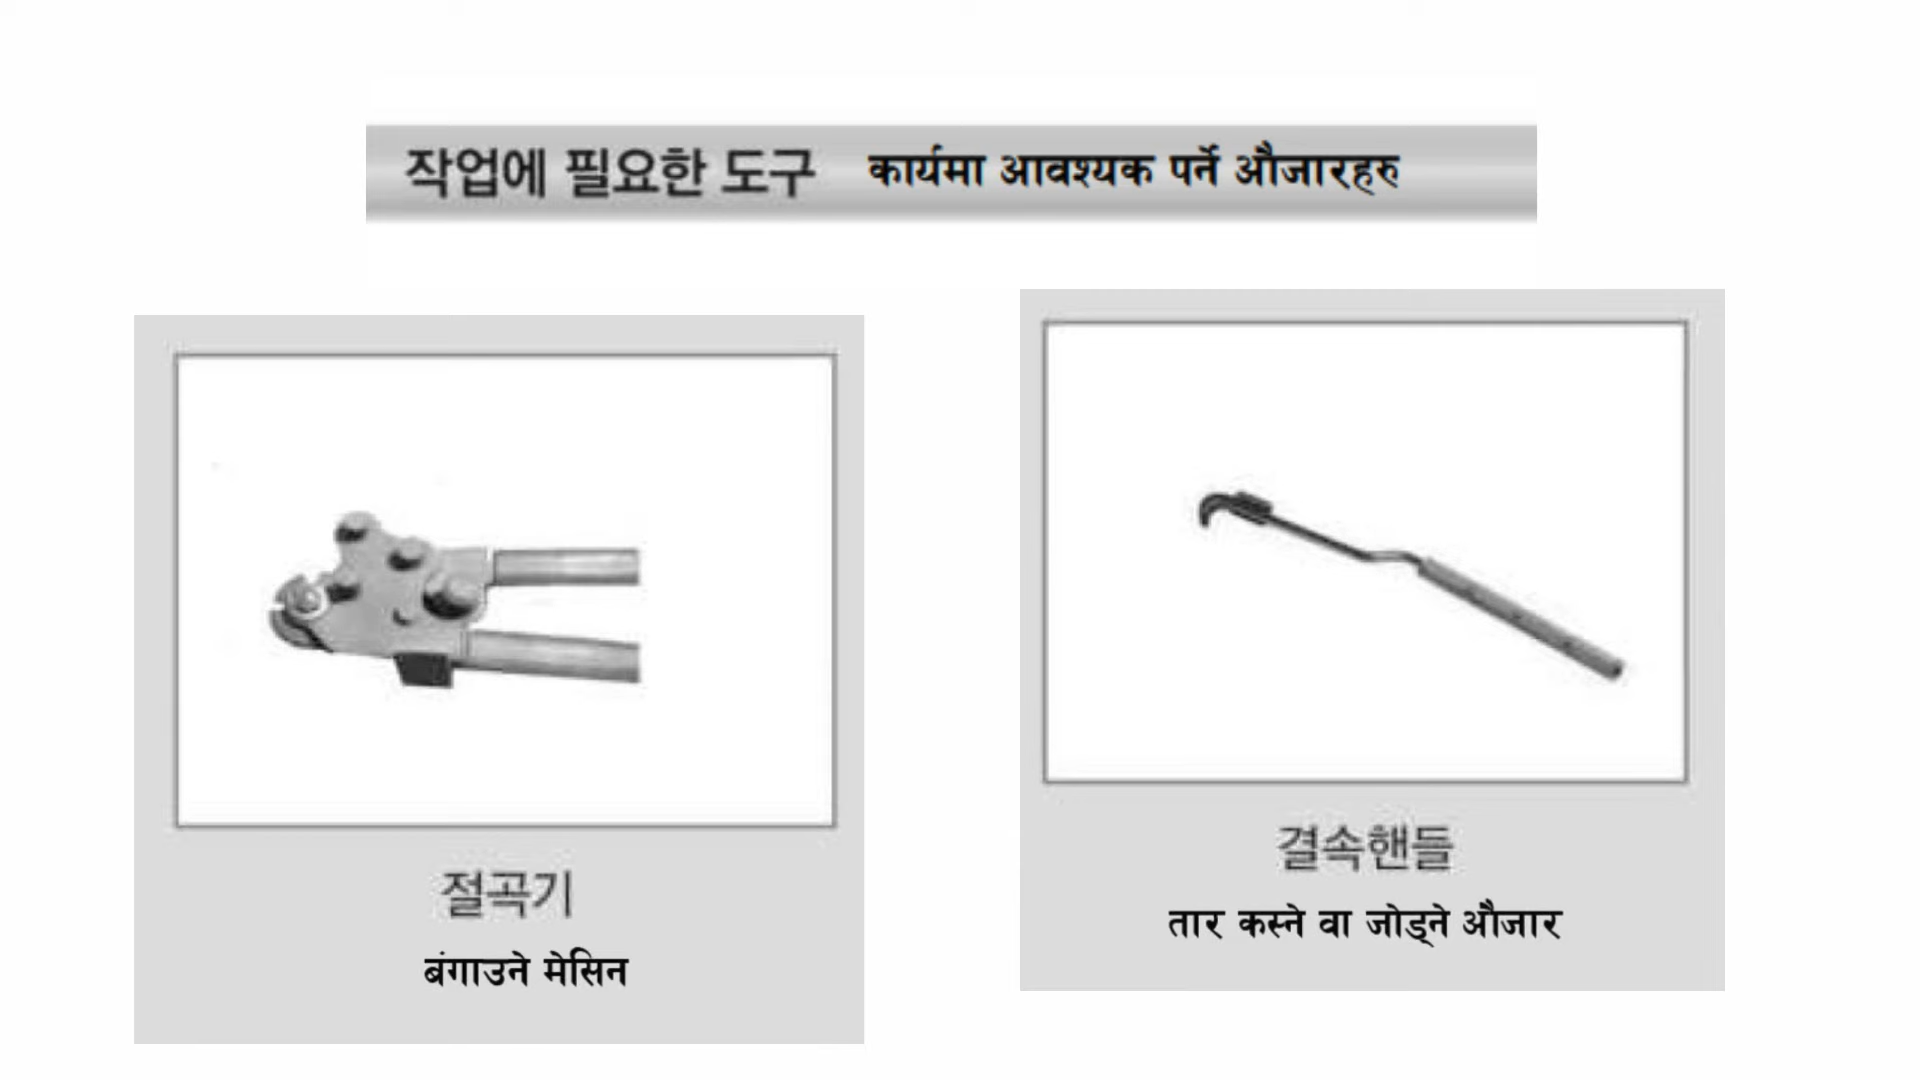 작업에 필요한 도구 कार्यमा आवश्यक पर्ने औजारहरु
절곡기
बंगाउने मेसिन
결속핸들
तार कस्ने वा जोड्ने औजार